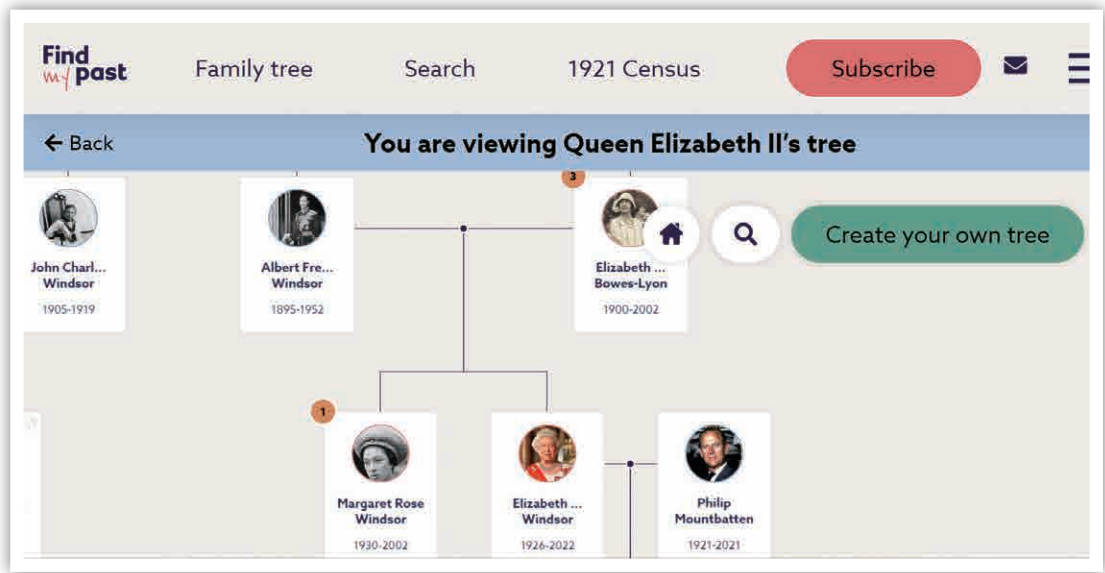 Find
my past
Family tree
Search
1921 Census
Subscribe
Back
You are viewing Queen Elizabeth II's tree
3
Create your own tree
John Charl...
Windsor
1905-1919
Albert Fre...
Windsor
1895-1952
Elizabeth ...
Bowes-Lyon
1900-2002
1
Margaret Rose
Windsor
1930-2002
Elizabeth ...
Windsor
1926-2022
Philip
Mountbatten
1921-2021